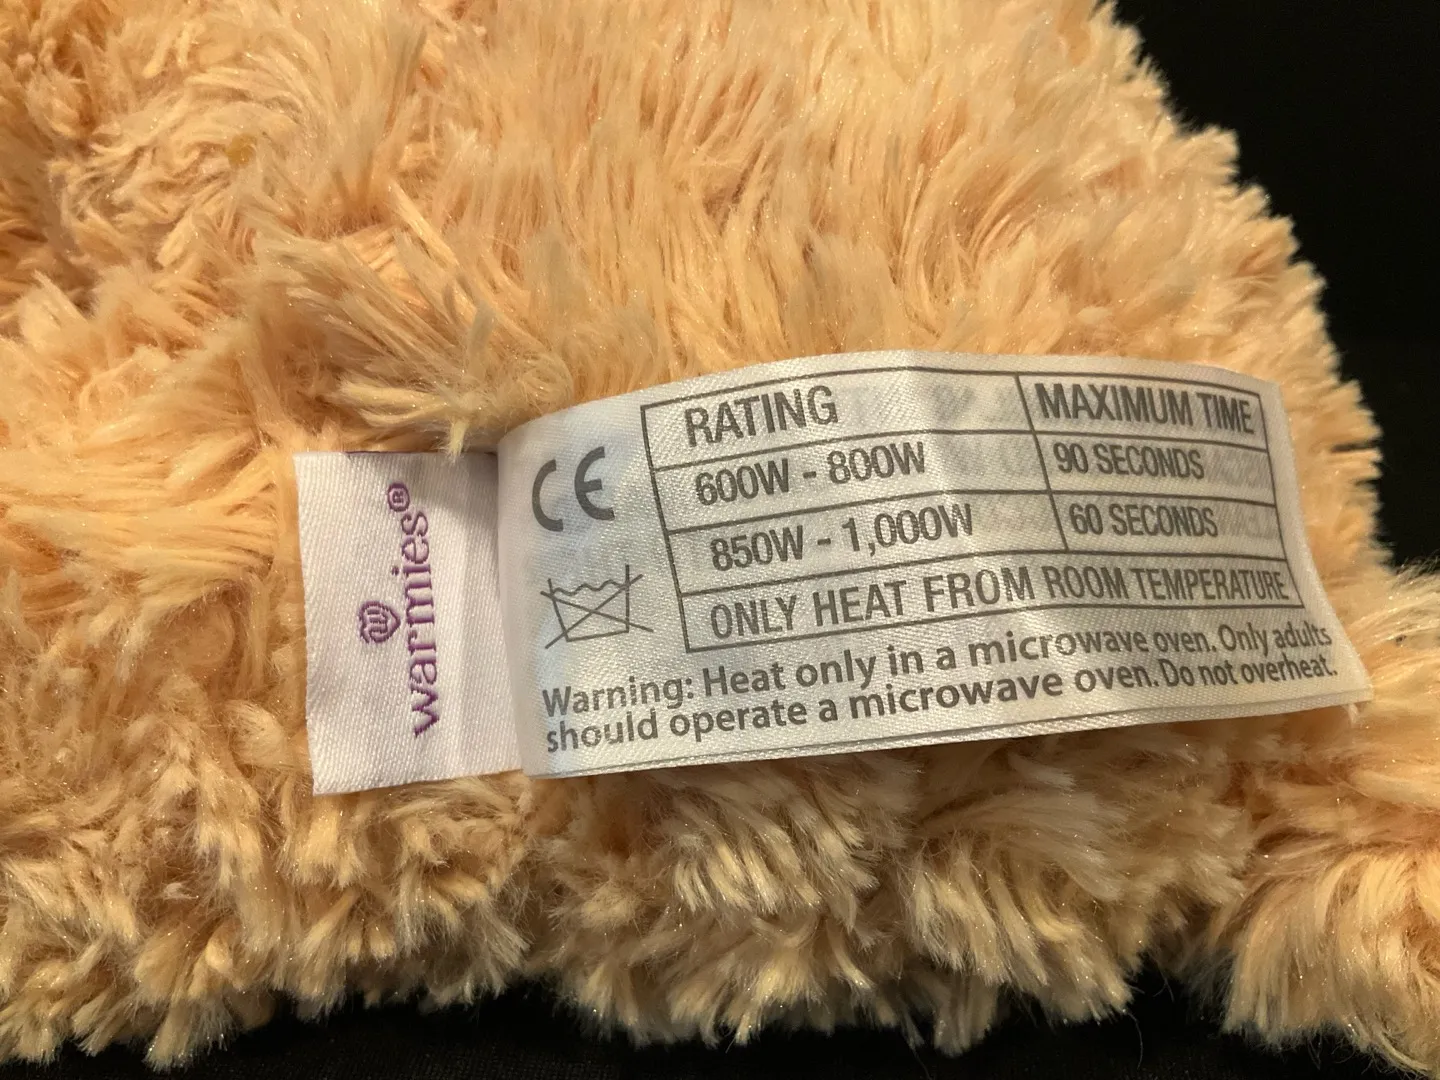 warmies®
CE
RATING MAXIMUM TIME
600W - 800W 90 SECONDS
850W - 1,000W 60 SECONDS
ONLY HEAT FROM ROOM TEMPERATURE
Warning: Heat only in a microwave oven. Only adults
should operate a microwave oven. Do not overheat.